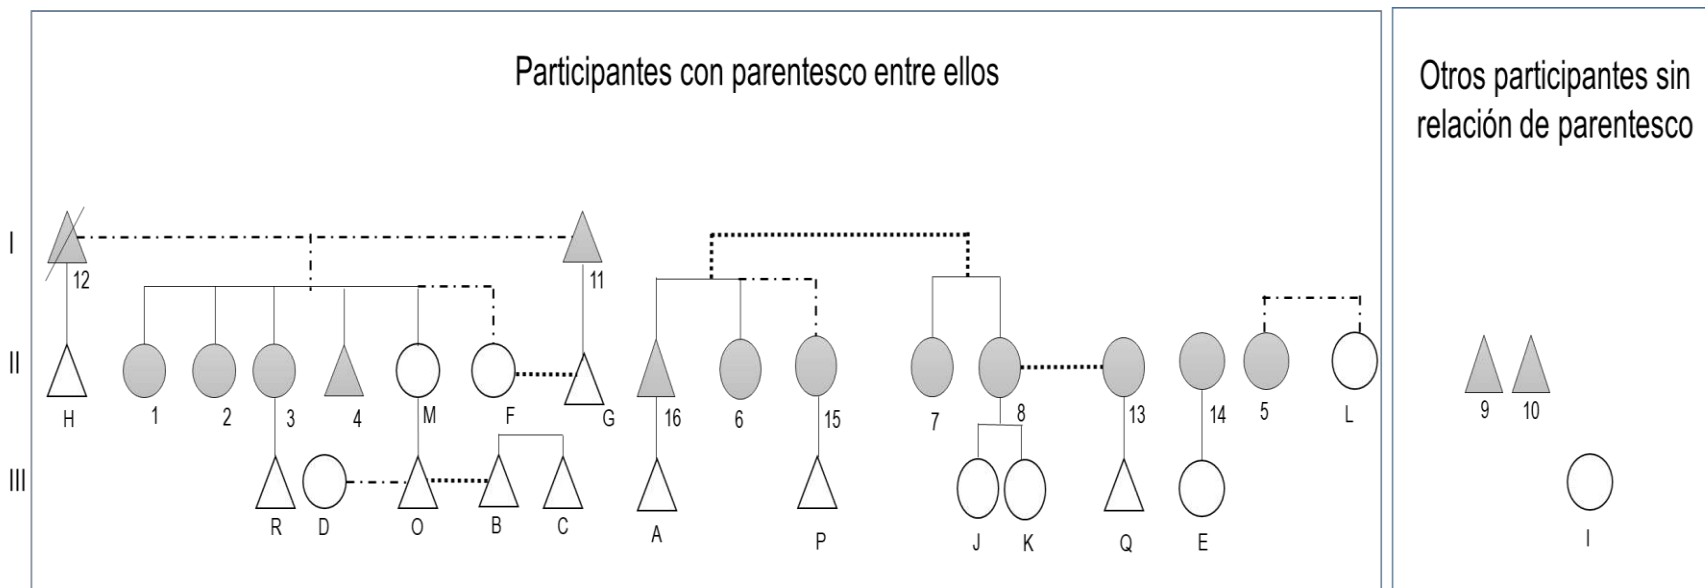 Participantes con parentesco entre ellos
Otros participantes sin
relación de parentesco
I
12
11
II
H
1
2
3
4
M
F
G
16
6
15
7
8
13
14
5
L
9
10
III
R
D
O
B
C
A
P
J
K
Q
E
I